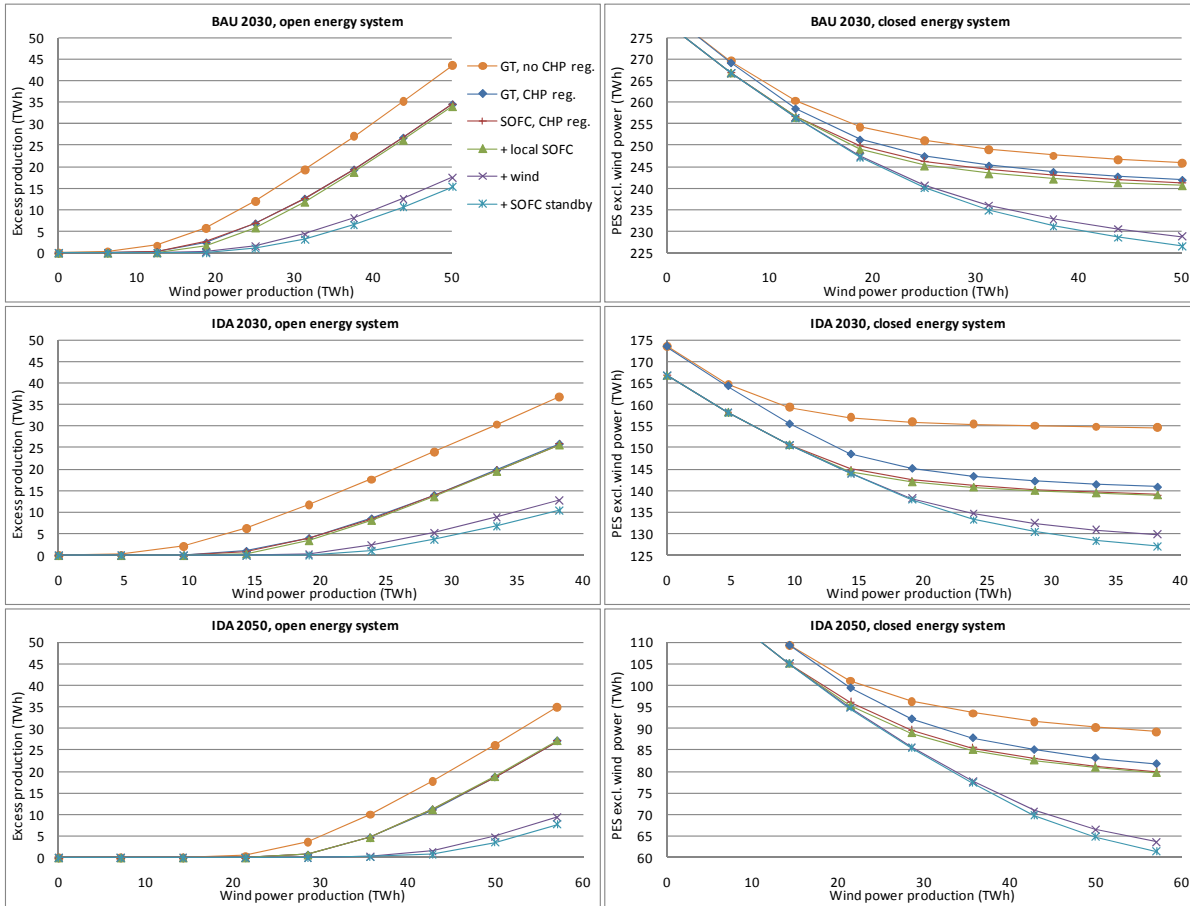 BAU 2030, open energy system
Excess production (TWh)
50
45
40
35
30
25
20
15
10
5
0
0 10 20 30 40 50
Wind power production (TWh)
GT, no CHP reg.
GT, CHP reg.
SOFC, CHP reg.
+ local SOFC
+ wind
+ SOFC standby
BAU 2030, closed energy system
PES excl. wind power (TWh)
275
270
265
260
255
250
245
240
235
230
225
0 10 20 30 40 50
Wind power production (TWh)
IDA 2030, open energy system
Excess production (TWh)
50
45
40
35
30
25
20
15
10
5
0
0 5 10 15 20 25 30 35 40
Wind power production (TWh)
IDA 2030, closed energy system
PES excl. wind power (TWh)
175
170
165
160
155
150
145
140
135
130
125
0 5 10 15 20 25 30 35 40
Wind power production (TWh)
IDA 2050, open energy system
Excess production (TWh)
50
45
40
35
30
25
20
15
10
5
0
0 10 20 30 40 50 60
Wind power production (TWh)
IDA 2050, closed energy system
PES excl. wind power (TWh)
110
105
100
95
90
85
80
75
70
65
60
0 10 20 30 40 50 60
Wind power production (TWh)